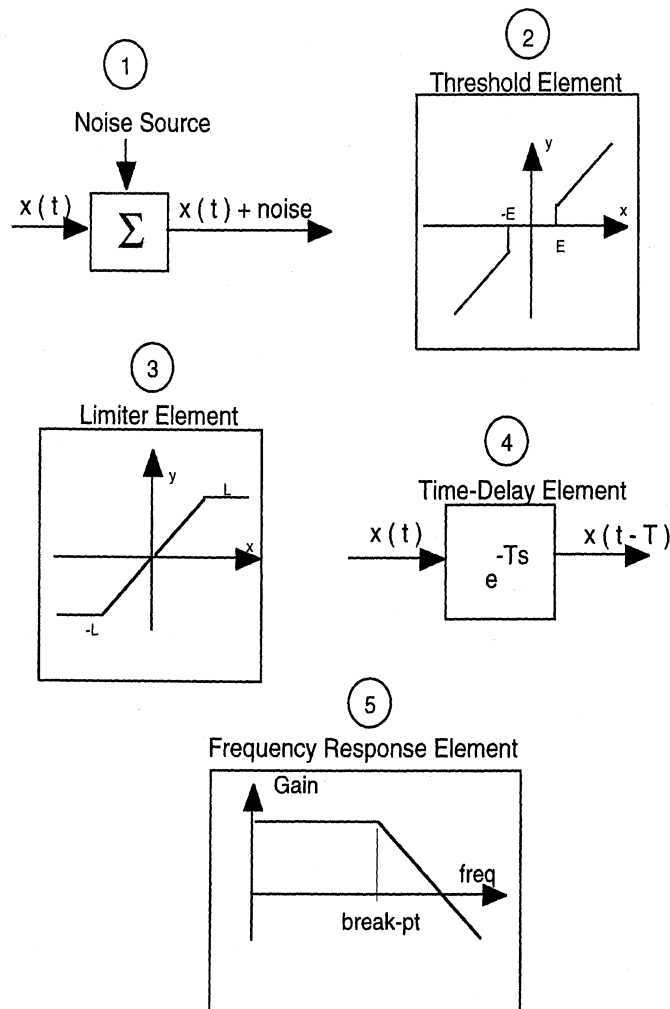 1
Noise Source
x ( t )
Σ
x ( t ) + noise
2
Threshold Element
y
-E
x
E
3
Limiter Element
y
L
x
-L
4
Time-Delay Element
x ( t )
e -Ts
x ( t - T )
5
Frequency Response Element
Gain
freq
break-pt